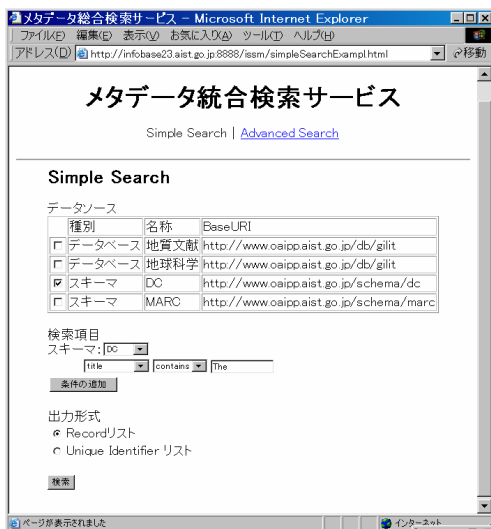 メタデータ総合検索サービス - Microsoft Internet Explorer
ファイル(F) 編集(E) 表示(V) お気に入り(A) ツール(T) ヘルプ(H)
アドレス(D) http://infobase23.aist.go.jp:8888/issm/simpleSearchExampl.html 移動
メタデータ統合検索サービス
Simple Search | Advanced Search
Simple Search
データソース
種別 名称 BaseURI
データベース 地質文献 http://www.oaipp.aist.go.jp/db/gilit
データベース 地球科学 http://www.oaipp.aist.go.jp/db/gilit
スキーマ DC http://www.oaipp.aist.go.jp/schema/dc
スキーマ MARC http://www.oaipp.aist.go.jp/schema/marc
検索項目
スキーマ: DC
title contains The
条件の追加
出力形式
Recordリスト
Unique Identifier リスト
検索
ページが表示されました インターネット